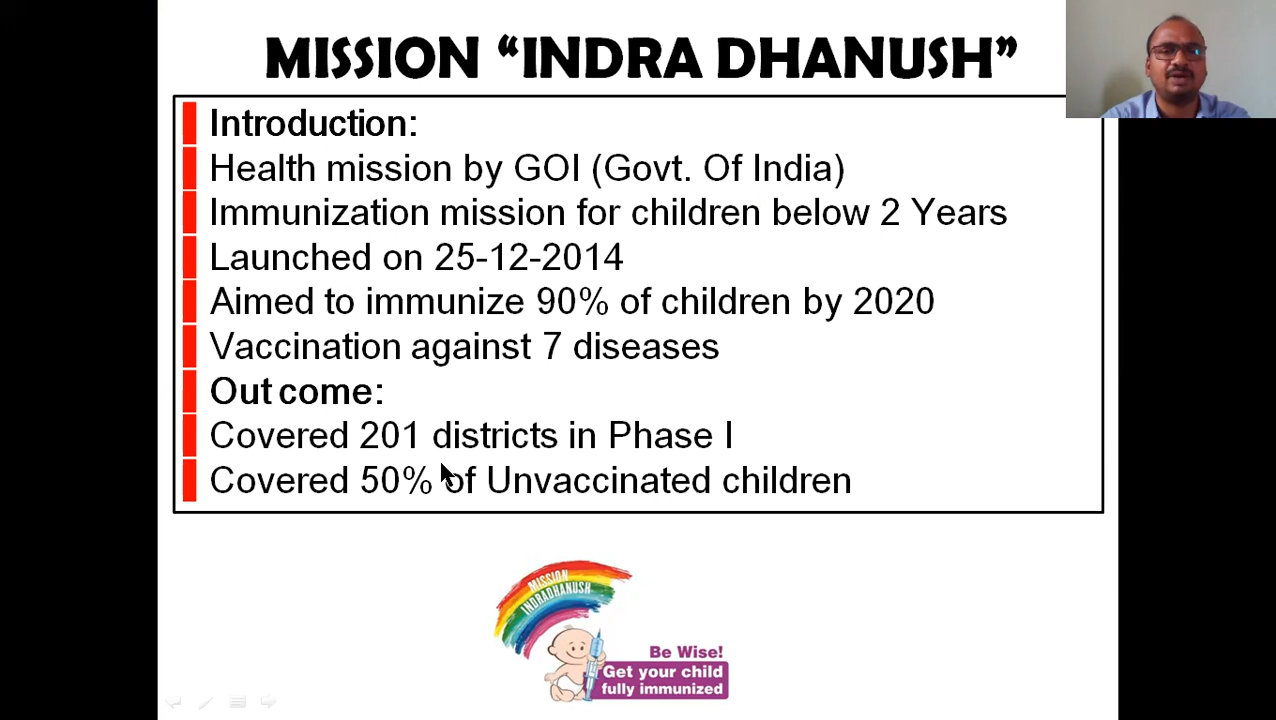 MISSION “INDRA DHANUSH”
Introduction:
Health mission by GOI (Govt. Of India)
Immunization mission for children below 2 Years
Launched on 25-12-2014
Aimed to immunize 90% of children by 2020
Vaccination against 7 diseases
Out come:
Covered 201 districts in Phase I
Covered 50% of Unvaccinated children
MISSION
INDRADHANUSH
Be Wise!
Get your child
fully immunized